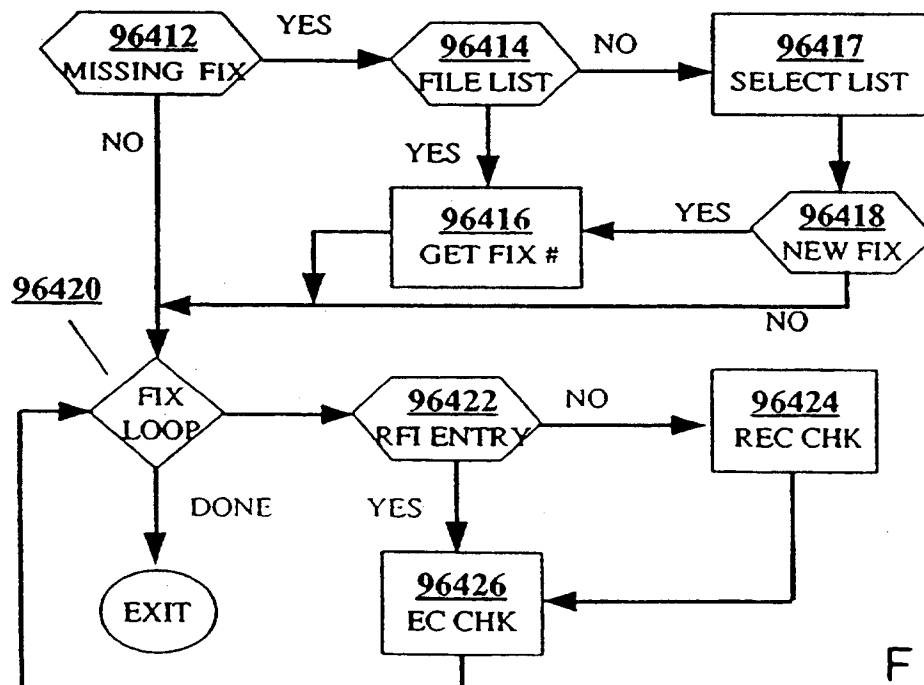 96412
MISSING FIX
YES
96414
FILE LIST
NO
96417
SELECT LIST
NO
YES
96416
GET FIX #
YES
96418
NEW FIX
NO
96420
FIX
LOOP
96422
RFI ENTRY
NO
96424
REC CHK
DONE
YES
EXIT
96426
EC CHK
F